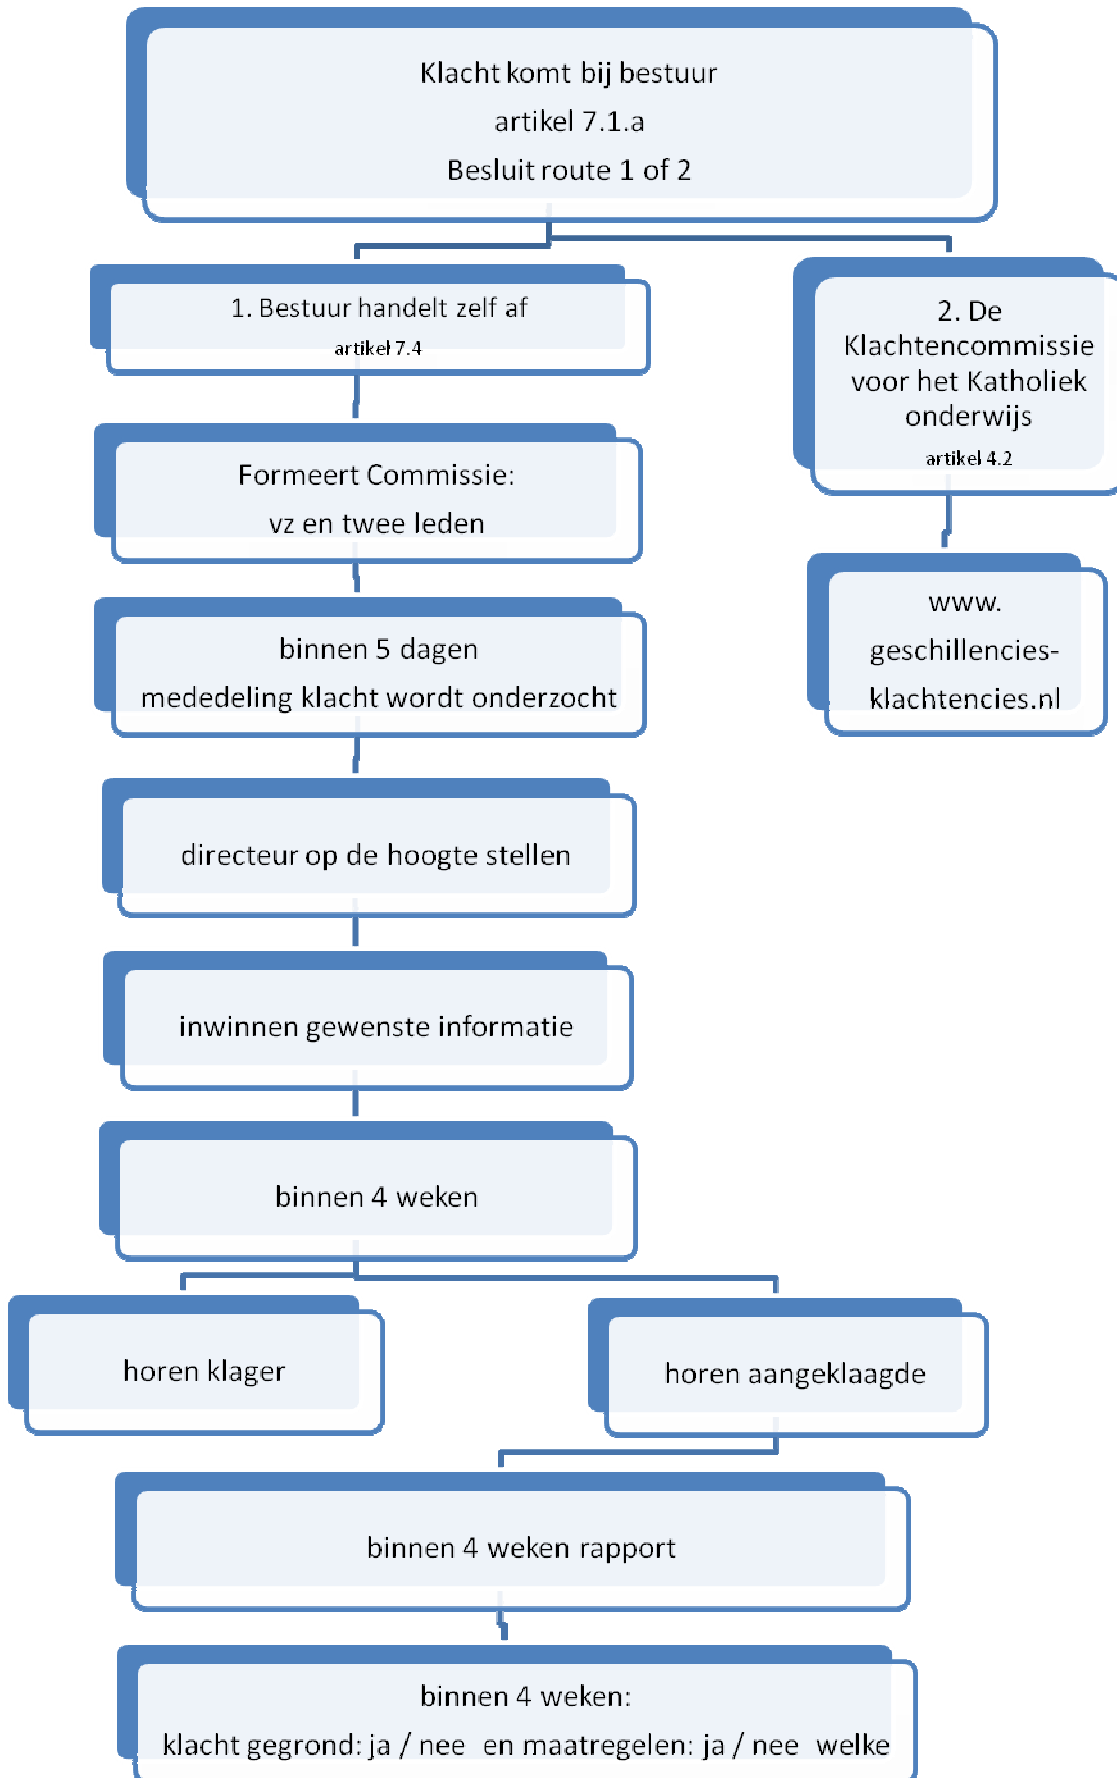 Klacht komt bij bestuur
artikel 7.1.a
Besluit route 1 of 2
1. Bestuur handelt zelf af
artikel 7.4
2. De
Klachtencommissie
voor het Katholiek
onderwijs
artikel 4.2
Formeert Commissie:
vz en twee leden
www.
geschillencies-
klachtencies.nl
binnen 5 dagen
mededeling klacht wordt onderzocht
directeur op de hoogte stellen
inwinnen gewenste informatie
binnen 4 weken
horen klager
horen aangeklaagde
binnen 4 weken rapport
binnen 4 weken:
klacht gegrond: ja / nee en maatregelen: ja / nee welke